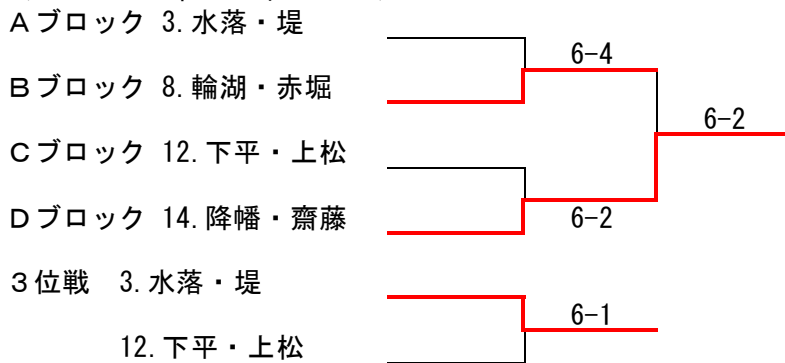 Aブロック 3.水落・堤
6-4
Bブロック 8.輪湖・赤堀
6-2
Cブロック 12.下平・上松
Dブロック 14.降幡・齋藤
6-2
3位戦 3.水落・堤
6-1
12.下平・上松